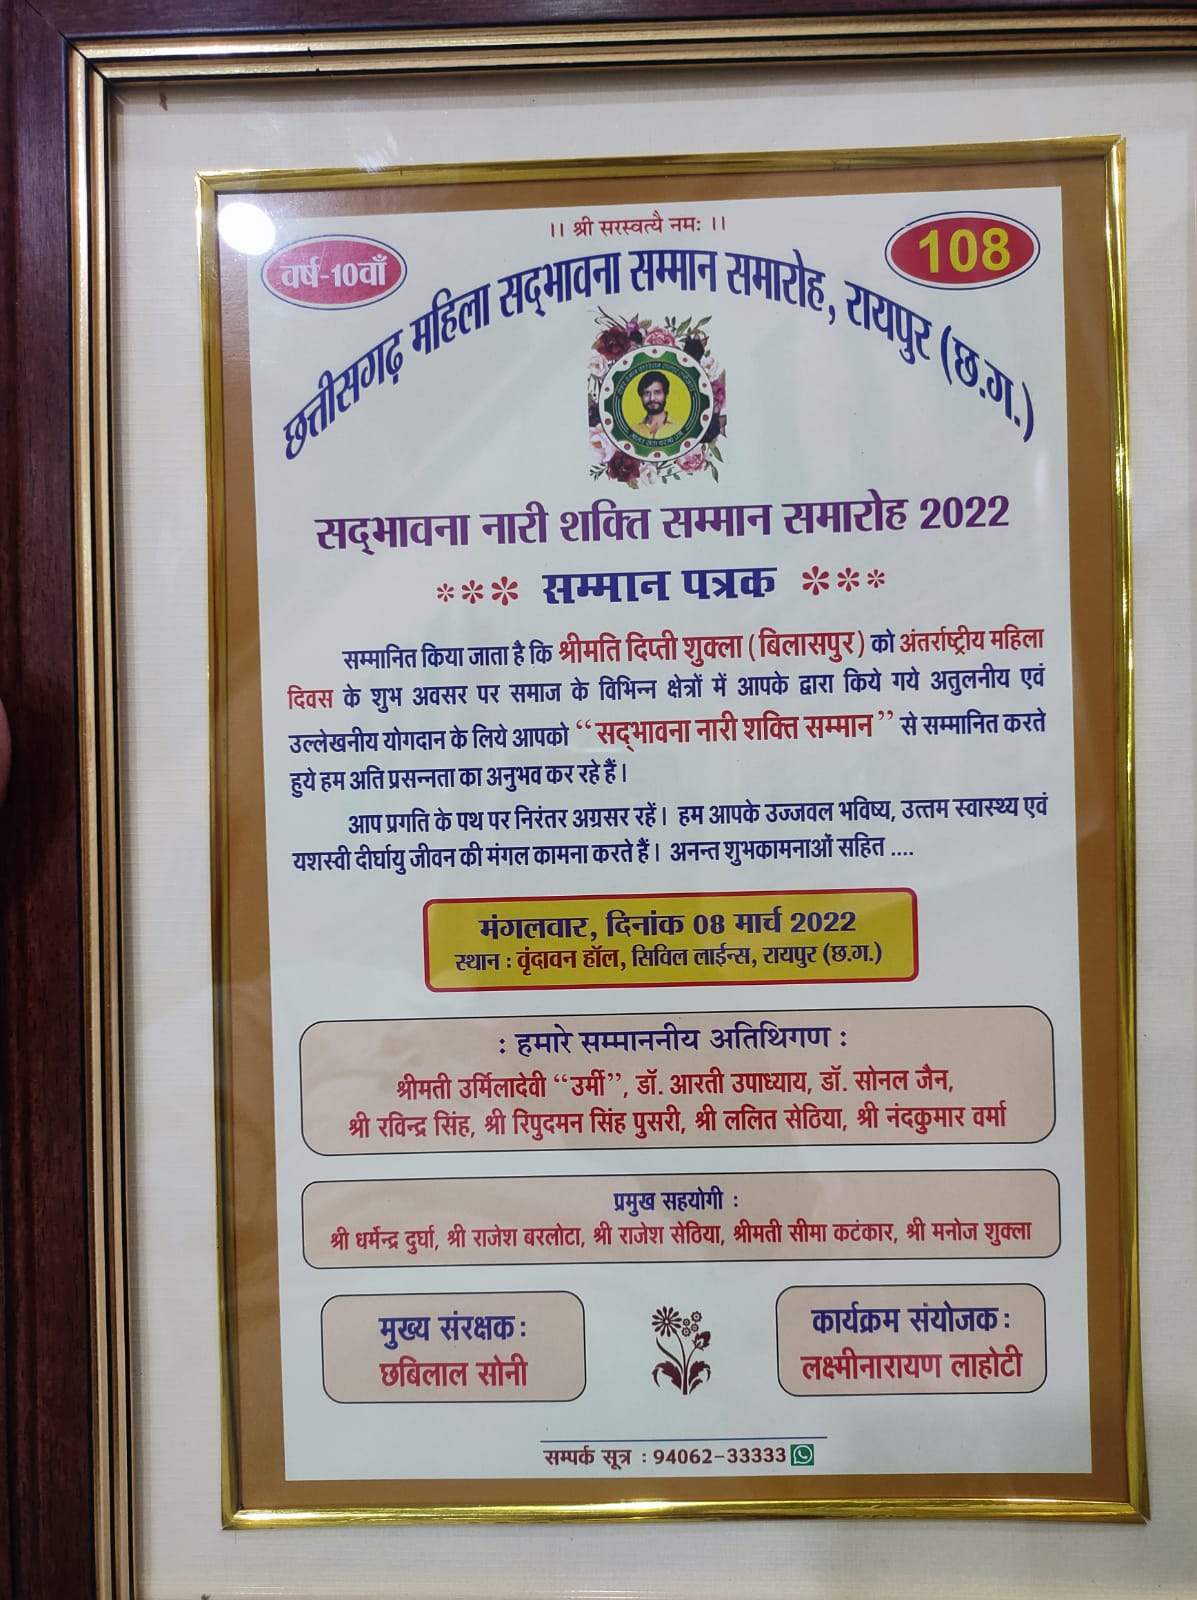 ।। श्री सरस्वत्यै नमः ।।
वर्ष-10वाँ
108
छत्तीसगढ़ महिला सद्‌भावना सम्मान समारोह, रायपुर (छ.ग.)
सद्‌भावना नारी शक्ति सम्मान समारोह 2022
*** सम्मान पत्रक ***
सम्मानित किया जाता है कि श्रीमति दिप्ती शुक्ला (बिलासपुर) को अंतर्राष्ट्रीय महिला
दिवस के शुभ अवसर पर समाज के विभिन्न क्षेत्रों में आपके द्वारा किये गये अतुलनीय एवं
उल्लेखनीय योगदान के लिये आपको “सद्‌भावना नारी शक्ति सम्मान” से सम्मानित करते
हुये हम अति प्रसन्नता का अनुभव कर रहे हैं।
आप प्रगति के पथ पर निरंतर अग्रसर रहें। हम आपके उज्जवल भविष्य, उत्तम स्वास्थ्य एवं
यशस्वी दीर्घायु जीवन की मंगल कामना करते हैं। अनन्त शुभकामनाओं सहित ....
मंगलवार, दिनांक 08 मार्च 2022
स्थान : वृंदावन हॉल, सिविल लाईन्स, रायपुर (छ.ग.)
: हमारे सम्माननीय अतिथिगण :
श्रीमती उर्मिलादेवी “उर्मी”, डॉ. आरती उपाध्याय, डॉ. सोनल जैन,
श्री रविन्द्र सिंह, श्री रिपुदमन सिंह पुसरी, श्री ललित सेठिया, श्री नंदकुमार वर्मा
प्रमुख सहयोगी :
श्री धर्मेन्द्र दुर्घा, श्री राजेश बरलोटा, श्री राजेश सेठिया, श्रीमती सीमा कटंकार, श्री मनोज शुक्ला
मुख्य संरक्षक :
छबिलाल सोनी
कार्यक्रम संयोजक :
लक्ष्मीनारायण लाहोटी
सम्पर्क सूत्र : 94062-33333